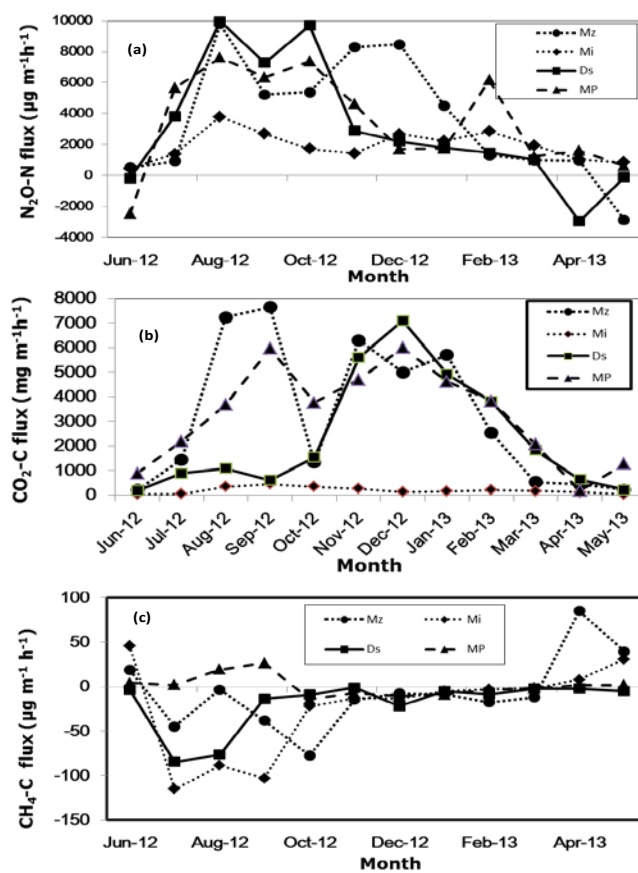 10000
8000
6000
4000
2000
0
-2000
-4000
N₂O-N flux (µg m⁻¹h⁻¹)
(a)
Mz
Mi
Ds
MP
Jun-12 Aug-12 Oct-12 Dec-12 Feb-13 Apr-13
Month
8000
7000
6000
5000
4000
3000
2000
1000
0
CO₂-C flux (mg m⁻¹h⁻¹)
(b)
Mz
Mi
Ds
MP
Jun-12 Jul-12 Aug-12 Sep-12 Oct-12 Nov-12 Dec-12 Jan-13 Feb-13 Mar-13 Apr-13 May-13
Month
100
50
0
-50
-100
-150
CH₄-C flux (µg m⁻¹ h⁻¹)
(c)
Mz Mi
Ds MP
Jun-12 Aug-12 Oct-12 Dec-12 Feb-13 Apr-13
Month